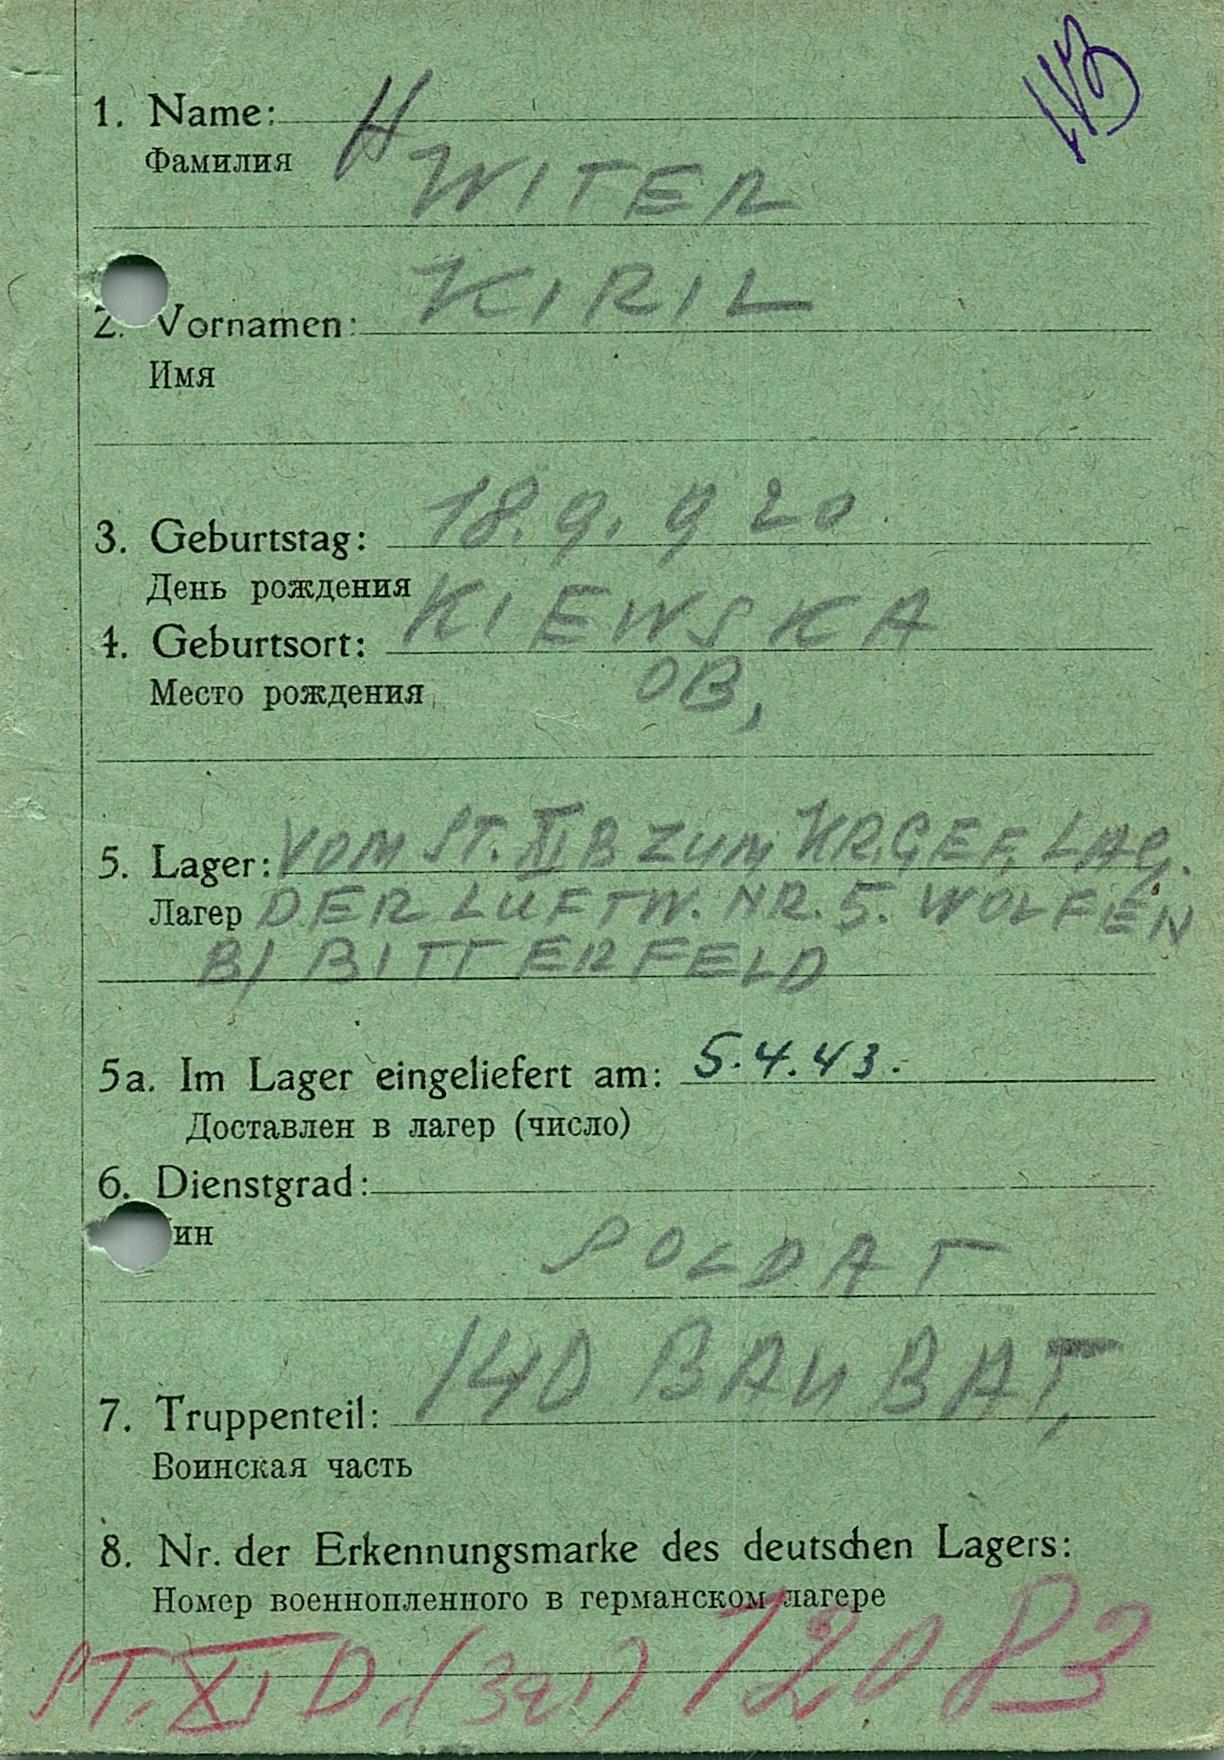 1. Name: H
Фамилия
WITER
KIRIL
2. Vornamen:
Имя
18.9.920
3. Geburtstag:
День рождения
KIEWSKA
4. Geburtsort:
OB,
Место рождения
5. Lager: VOM ST. XI B ZUM KR.GEF. LAG.
Лагер DER LUFTW. NR. 5. WOLFEN
B/ BITTERFELD
5a. Im Lager eingeliefert am: 5.4.43.
Доставлен в лагер (число)
6. Dienstgrad:
ин
SOLDAT
140 BAUBAT,
7. Truppenteil:
Воинская часть
8. Nr. der Erkennungsmarke des deutschen Lagers:
Номер военнопленного в германском лагере
ST. XI D. (321) 12083